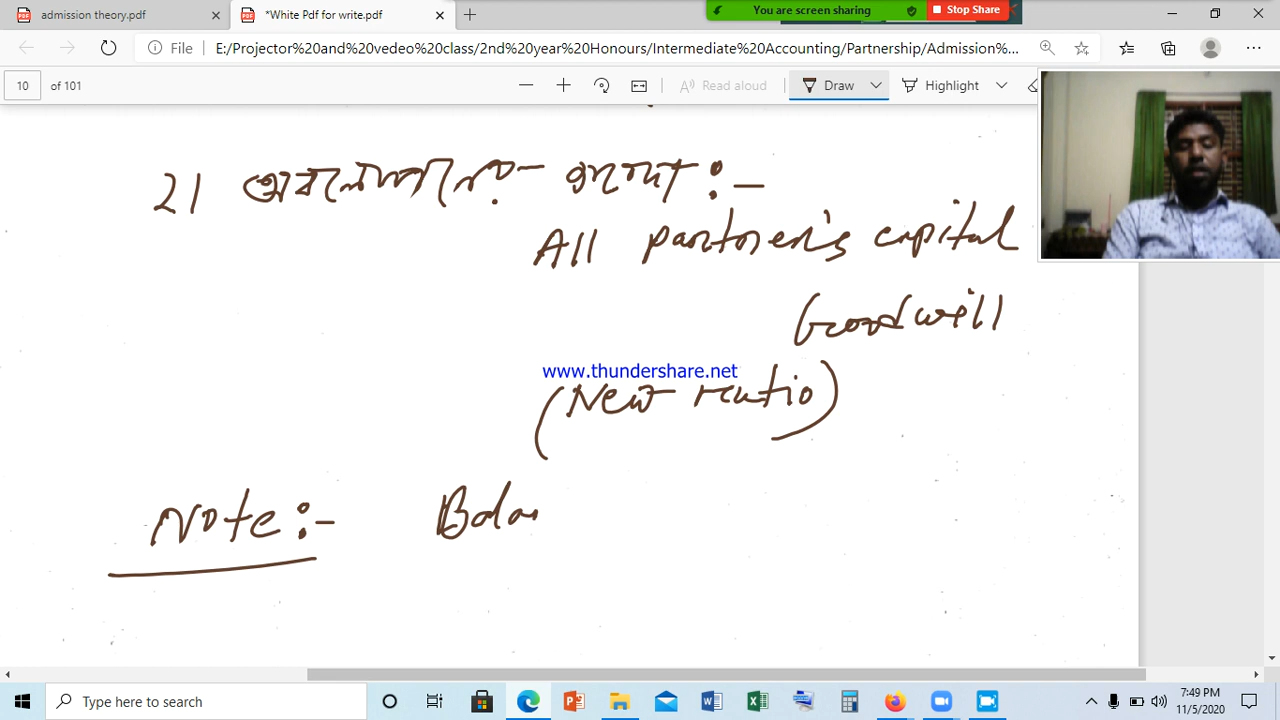 admission theory.pdf
*White Pdf for write.pdf
You are screen sharing
Stop Share
File
E:/Projector%20and%20vedeo%20class/2nd%20year%20Honours/Intermediate%20Accounting/Partnership/Admission%...
10 of 101
Read aloud
Draw
Highlight
২। অবলোপনের
All partner's capital
Goodwill
www.thundershare.net
(New ratio)
Note:-
Balan
Type here to search
7:49 PM
11/5/2020